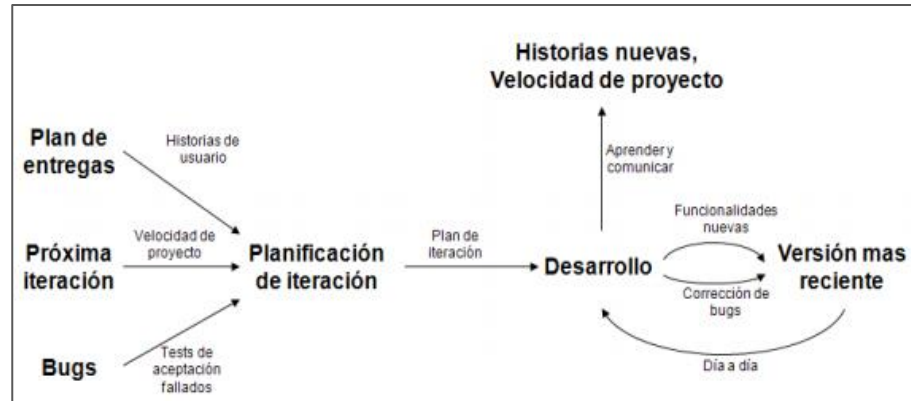 Historias nuevas,
Velocidad de proyecto
Plan de
entregas
Historias de
usuario
Aprender y
comunicar
Funcionalidades
nuevas
Próxima
iteración
Velocidad de
proyecto
Planificación
de iteración
Plan de
iteración
Desarrollo
Versión mas
reciente
Corrección de
bugs
Bugs
Tests de
aceptación
fallados
Día a día